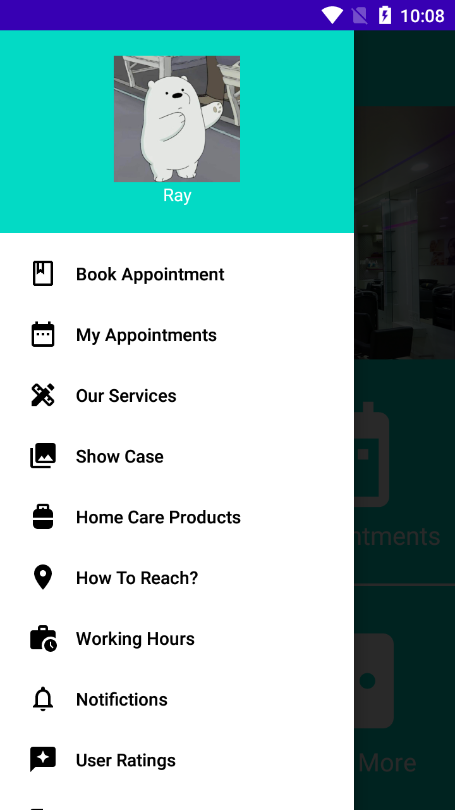 10:08
Ray
Book Appointment
My Appointments
Our Services
Show Case
Home Care Products
How To Reach?
Working Hours
Notifictions
User Ratings
ntments
More